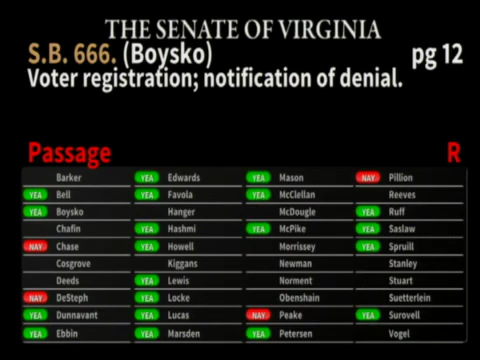 THE SENATE OF VIRGINIA
S.B. 666. (Boysko) pg 12
Voter registration; notification of denial.
Passage R
Barker YEA Edwards YEA Mason NAY Pillion
YEA Bell YEA Favola YEA McClellan Reeves
YEA Boysko Hanger McDougle YEA Ruff
Chafin YEA Hashmi YEA McPike YEA Saslaw
NAY Chase YEA Howell Morrissey YEA Spruill
Cosgrove Kiggans Newman Stanley
Deeds YEA Lewis Norment Stuart
NAY DeSteph YEA Locke Obenshain Suetterlein
YEA Dunnavant YEA Lucas NAY Peake YEA Surovell
YEA Ebbin YEA Marsden YEA Petersen Vogel